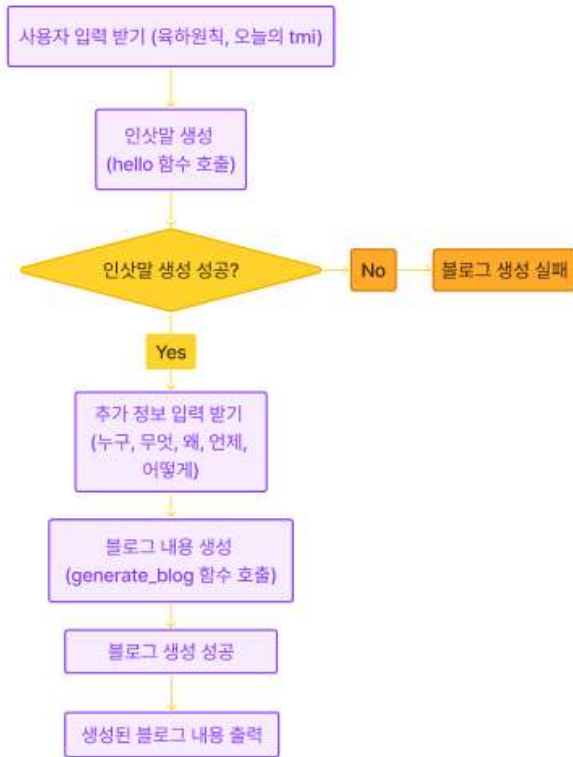 사용자 입력 받기 (육하원칙, 오늘의 tmi)
인삿말 생성
(hello 함수 호출)
인삿말 생성 성공?
No
블로그 생성 실패
Yes
추가 정보 입력 받기
(누구, 무엇, 왜, 언제,
어떻게)
블로그 내용 생성
(generate_blog 함수 호출)
블로그 생성 성공
생성된 블로그 내용 출력